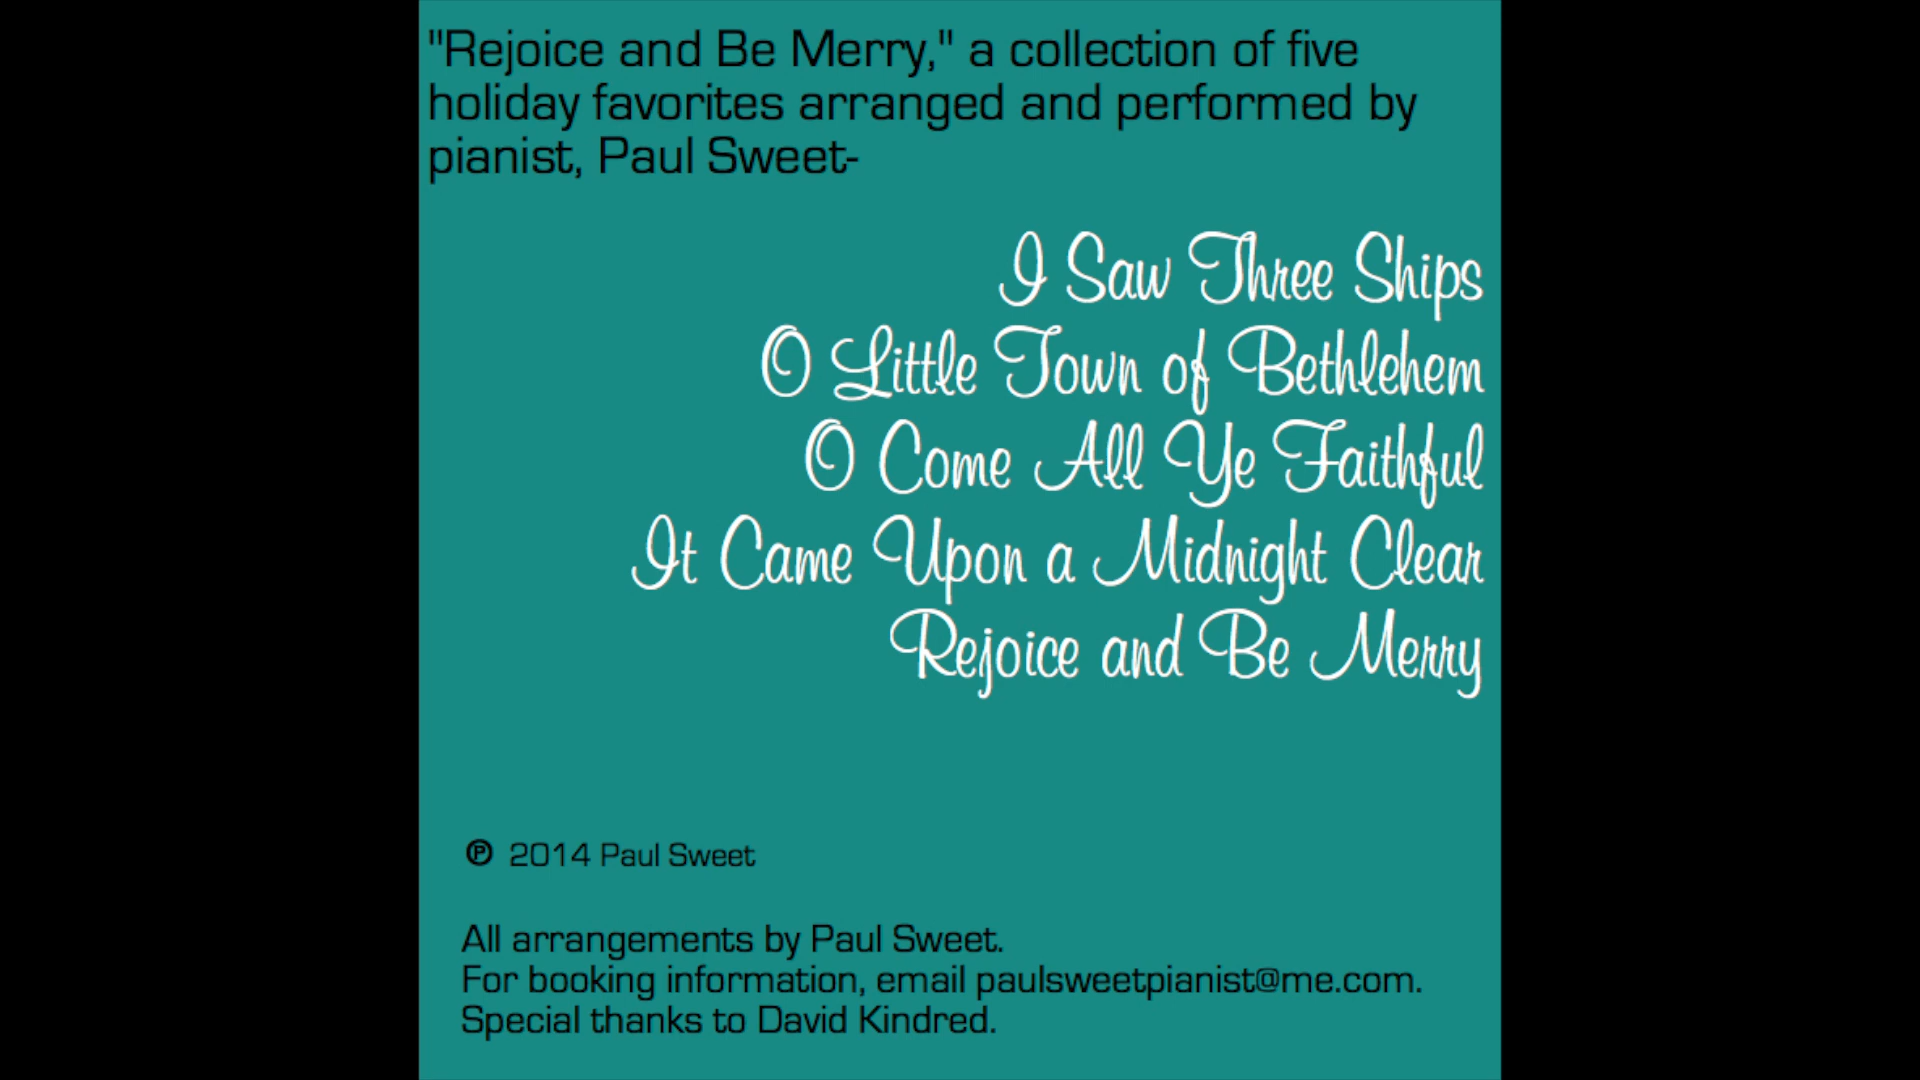 "Rejoice and Be Merry," a collection of five
holiday favorites arranged and performed by
pianist, Paul Sweet-
I Saw Three Ships
O Little Town of Bethlehem
O Come All Ye Faithful
It Came Upon a Midnight Clear
Rejoice and Be Merry
℗ 2014 Paul Sweet
All arrangements by Paul Sweet.
For booking information, email paulsweetpianist@me.com.
Special thanks to David Kindred.